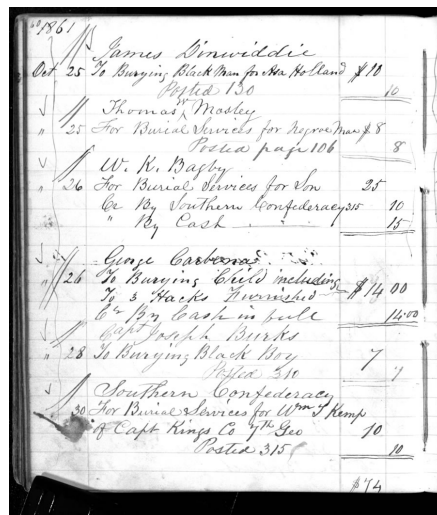 60 1861
James Dinwiddie
Oct 25 To Burying Black Man for Asa Holland $10
Posted 130 10
Thomas W Mosley
" 25 For Burial Services for Negroe Man $8
Posted page 106 8
W. K. Bagby
" 26 For Burial Services for Son 25
Cr By Southern Confederacy 315 10
" By Cash 15
George
" 26 To Burying Child including
To 3 Hacks Furnished $14 00
Cr By Cash in full 14.00
Capt Joseph Burks
" 28 To Burying Black Boy 7
Posted 310 7
Southern Confederacy
30 For Burial Services for Wm T Kemp
of Capt Kings Co 7th Geo 10
Posted 315 10
$74